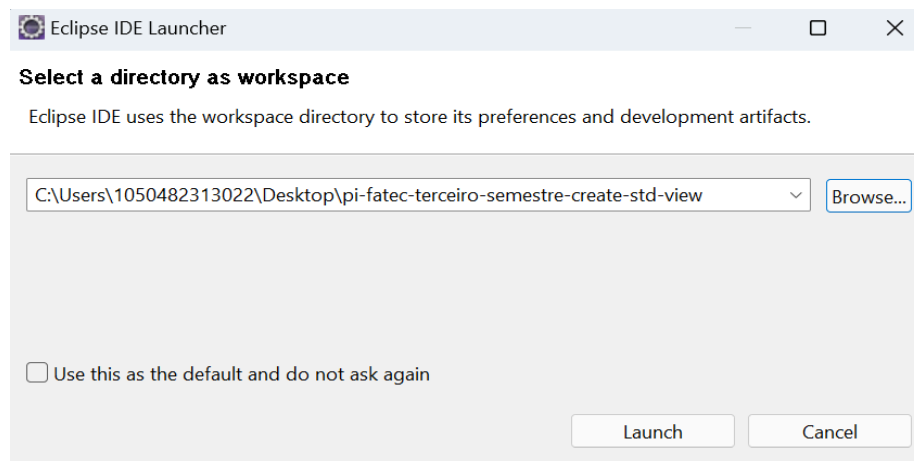 Eclipse IDE Launcher
Select a directory as workspace
Eclipse IDE uses the workspace directory to store its preferences and development artifacts.
C:\Users\1050482313022\Desktop\pi-fatec-terceiro-semestre-create-std-view
Browse...
Use this as the default and do not ask again
Launch
Cancel